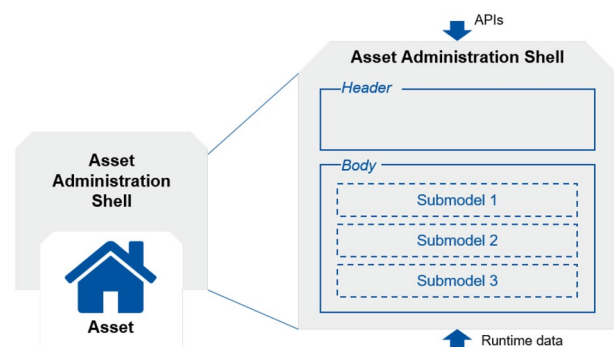 APIs
Asset Administration Shell
Header
Body
Submodel 1
Submodel 2
Submodel 3
Runtime data
Asset
Administration
Shell
Asset